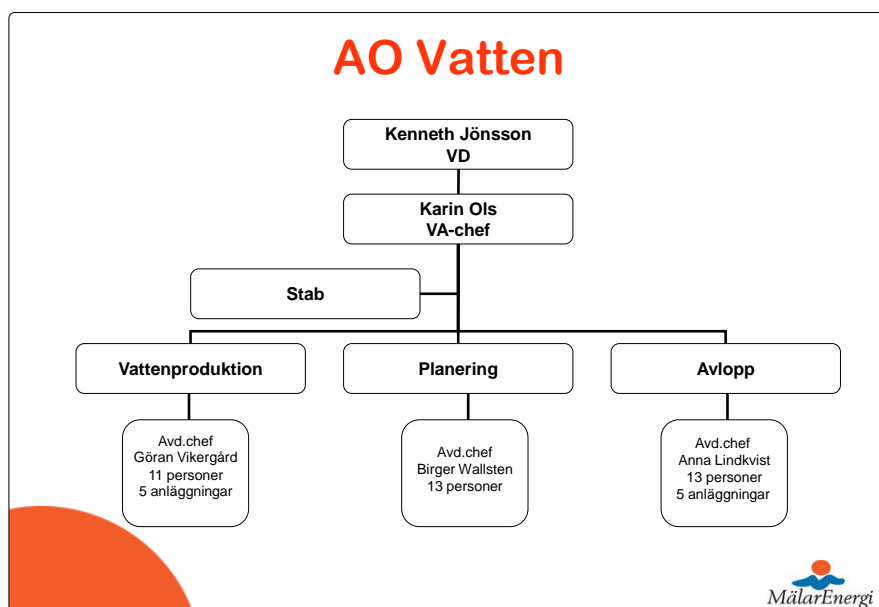 AO Vatten
Kenneth Jönsson
VD
Karin Ols
VA-chef
Stab
Vattenproduktion
Planering
Avlopp
Avd.chef
Göran Vikergård
11 personer
5 anläggningar
Avd.chef
Birger Wallsten
13 personer
Avd.chef
Anna Lindkvist
13 personer
5 anläggningar
MälarEnergi